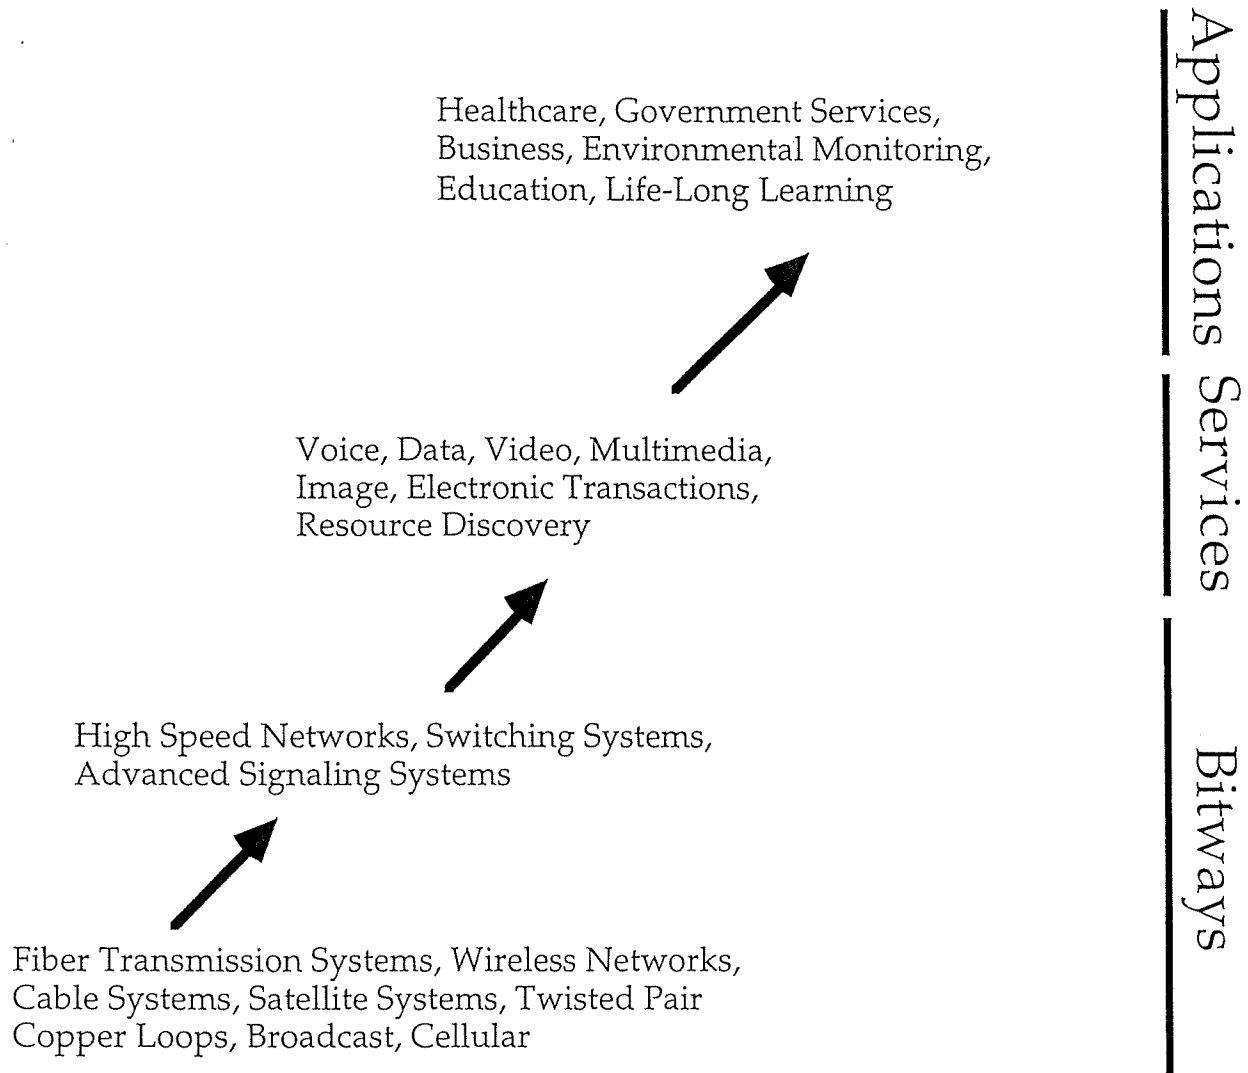 Healthcare, Government Services,
Business, Environmental Monitoring,
Education, Life-Long Learning
Applications
Voice, Data, Video, Multimedia,
Image, Electronic Transactions,
Resource Discovery
Services
High Speed Networks, Switching Systems,
Advanced Signaling Systems
Bitways
Fiber Transmission Systems, Wireless Networks,
Cable Systems, Satellite Systems, Twisted Pair
Copper Loops, Broadcast, Cellular